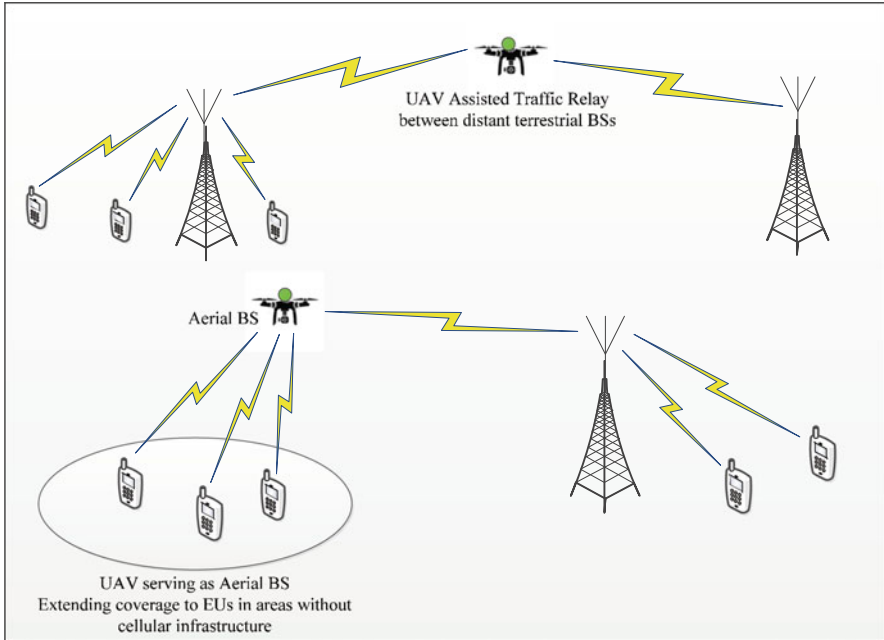 UAV Assisted Traffic Relay
between distant terrestrial BSs
Aerial BS
UAV serving as Aerial BS
Extending coverage to EUs in areas without
cellular infrastructure